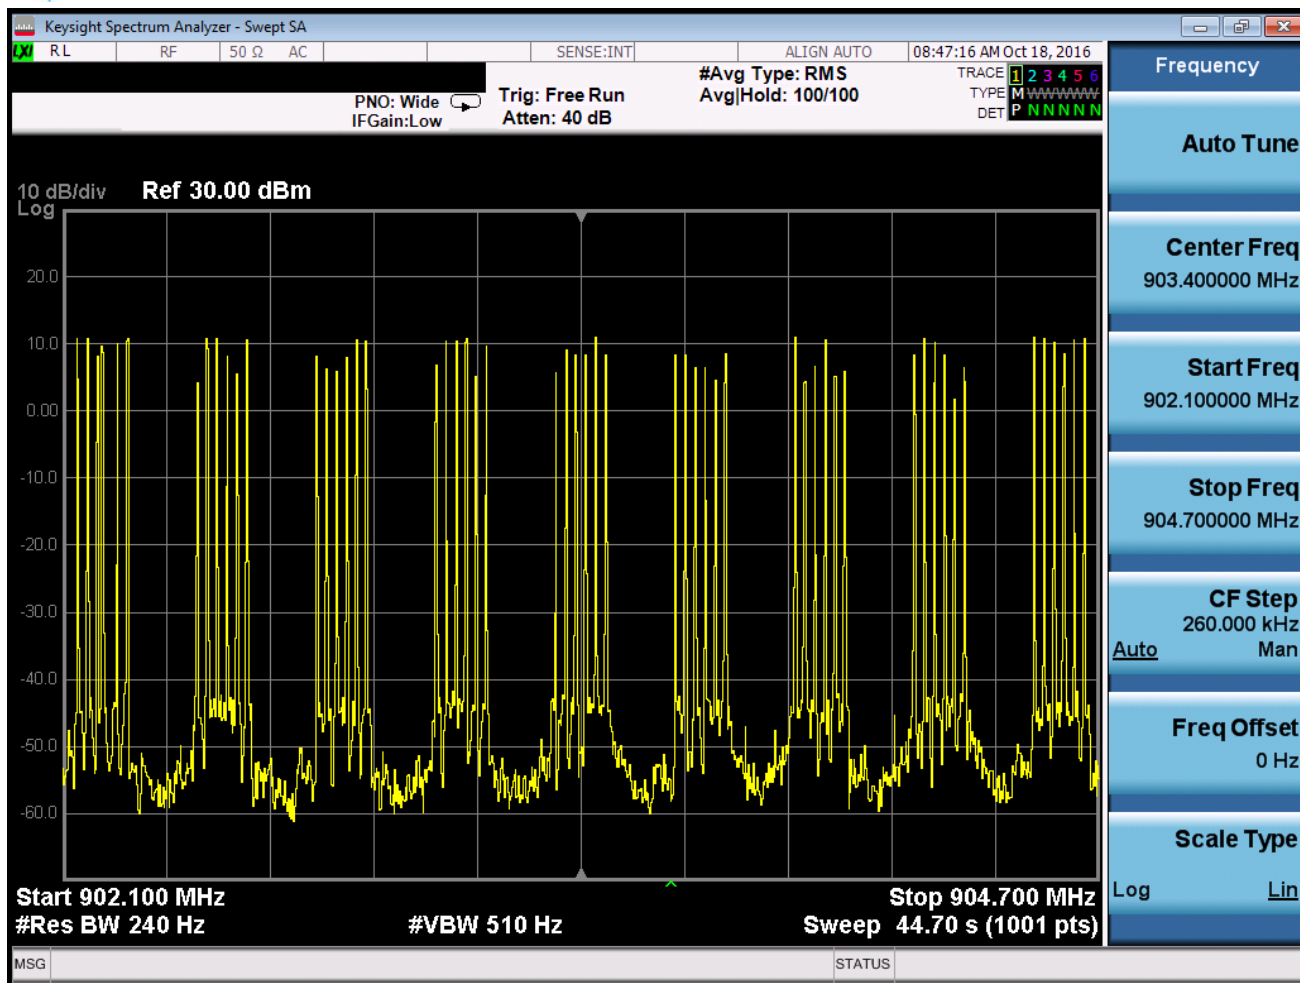 Keysight Spectrum Analyzer - Swept SA
LXI RL RF 50 Ω AC SENSE:INT ALIGN AUTO 08:47:16 AM Oct 18, 2016
PNO: Wide
IFGain:Low
Trig: Free Run
Atten: 40 dB
#Avg Type: RMS
Avg|Hold: 100/100
TRACE 1 2 3 4 5 6
TYPE M WWWWW
DET P N N N N N
10 dB/div Ref 30.00 dBm
Log
20.0
10.0
0.00
-10.0
-20.0
-30.0
-40.0
-50.0
-60.0
Start 902.100 MHz Stop 904.700 MHz
#Res BW 240 Hz #VBW 510 Hz Sweep 44.70 s (1001 pts)
MSG STATUS
Frequency
Auto Tune
Center Freq
903.400000 MHz
Start Freq
902.100000 MHz
Stop Freq
904.700000 MHz
CF Step
260.000 kHz
Auto Man
Freq Offset
0 Hz
Scale Type
Log Lin